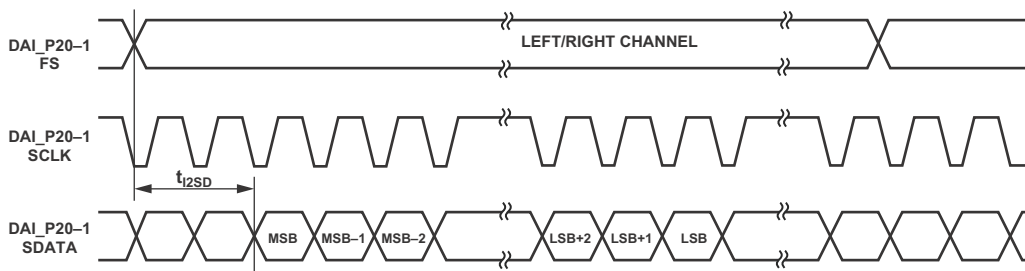 DAI_P20–1
FS
LEFT/RIGHT CHANNEL
DAI_P20–1
SCLK
tI2SD
DAI_P20–1
SDATA
MSB
MSB–1
MSB–2
LSB+2
LSB+1
LSB